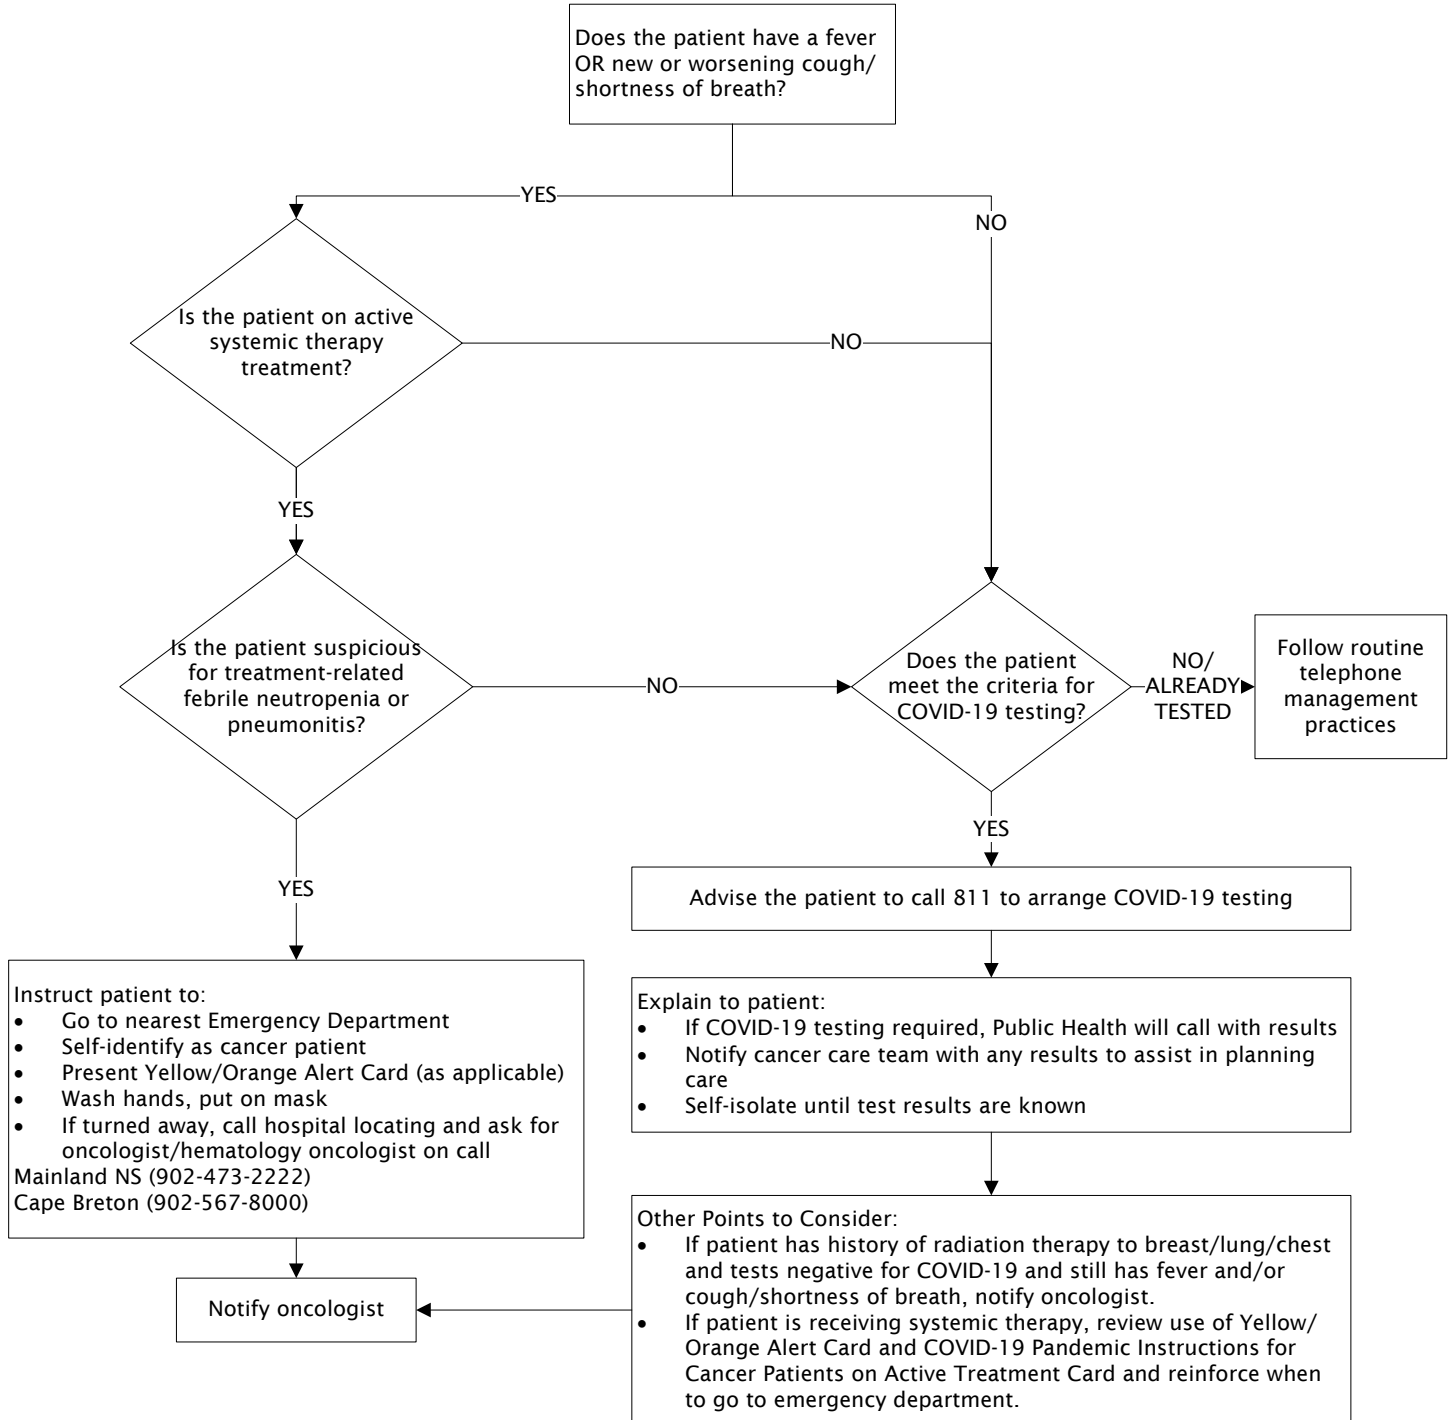 Does the patient have a fever
OR new or worsening cough/
shortness of breath?
YES
NO
Is the patient on active
systemic therapy
treatment?
NO
YES
Is the patient suspicious
for treatment-related
febrile neutropenia or
pneumonitis?
NO
Does the patient
meet the criteria for
COVID-19 testing?
NO/
ALREADY
TESTED
Follow routine
telephone
management
practices
YES
YES
Advise the patient to call 811 to arrange COVID-19 testing
Instruct patient to:
• Go to nearest Emergency Department
• Self-identify as cancer patient
• Present Yellow/Orange Alert Card (as applicable)
• Wash hands, put on mask
• If turned away, call hospital locating and ask for
oncologist/hematology oncologist on call
Mainland NS (902-473-2222)
Cape Breton (902-567-8000)
Explain to patient:
• If COVID-19 testing required, Public Health will call with results
• Notify cancer care team with any results to assist in planning
care
• Self-isolate until test results are known
Other Points to Consider:
• If patient has history of radiation therapy to breast/lung/chest
and tests negative for COVID-19 and still has fever and/or
cough/shortness of breath, notify oncologist.
• If patient is receiving systemic therapy, review use of Yellow/
Orange Alert Card and COVID-19 Pandemic Instructions for
Cancer Patients on Active Treatment Card and reinforce when
to go to emergency department.
Notify oncologist